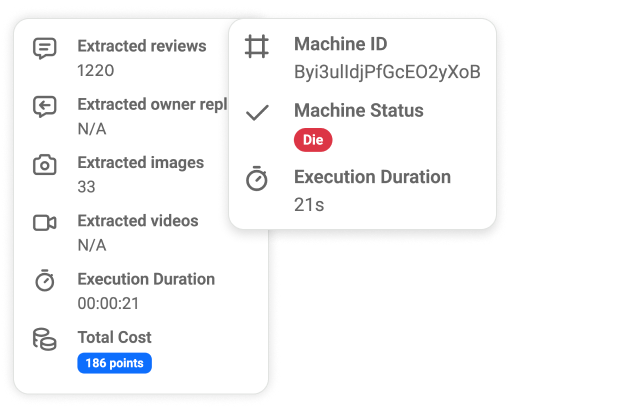 Extracted reviews
1220
Extracted owner repl
N/A
Extracted images
33
Extracted videos
N/A
Execution Duration
00:00:21
Total Cost
186 points
Machine ID
Byi3ulIdjPfGcEO2yXoB
Machine Status
Die
Execution Duration
21s